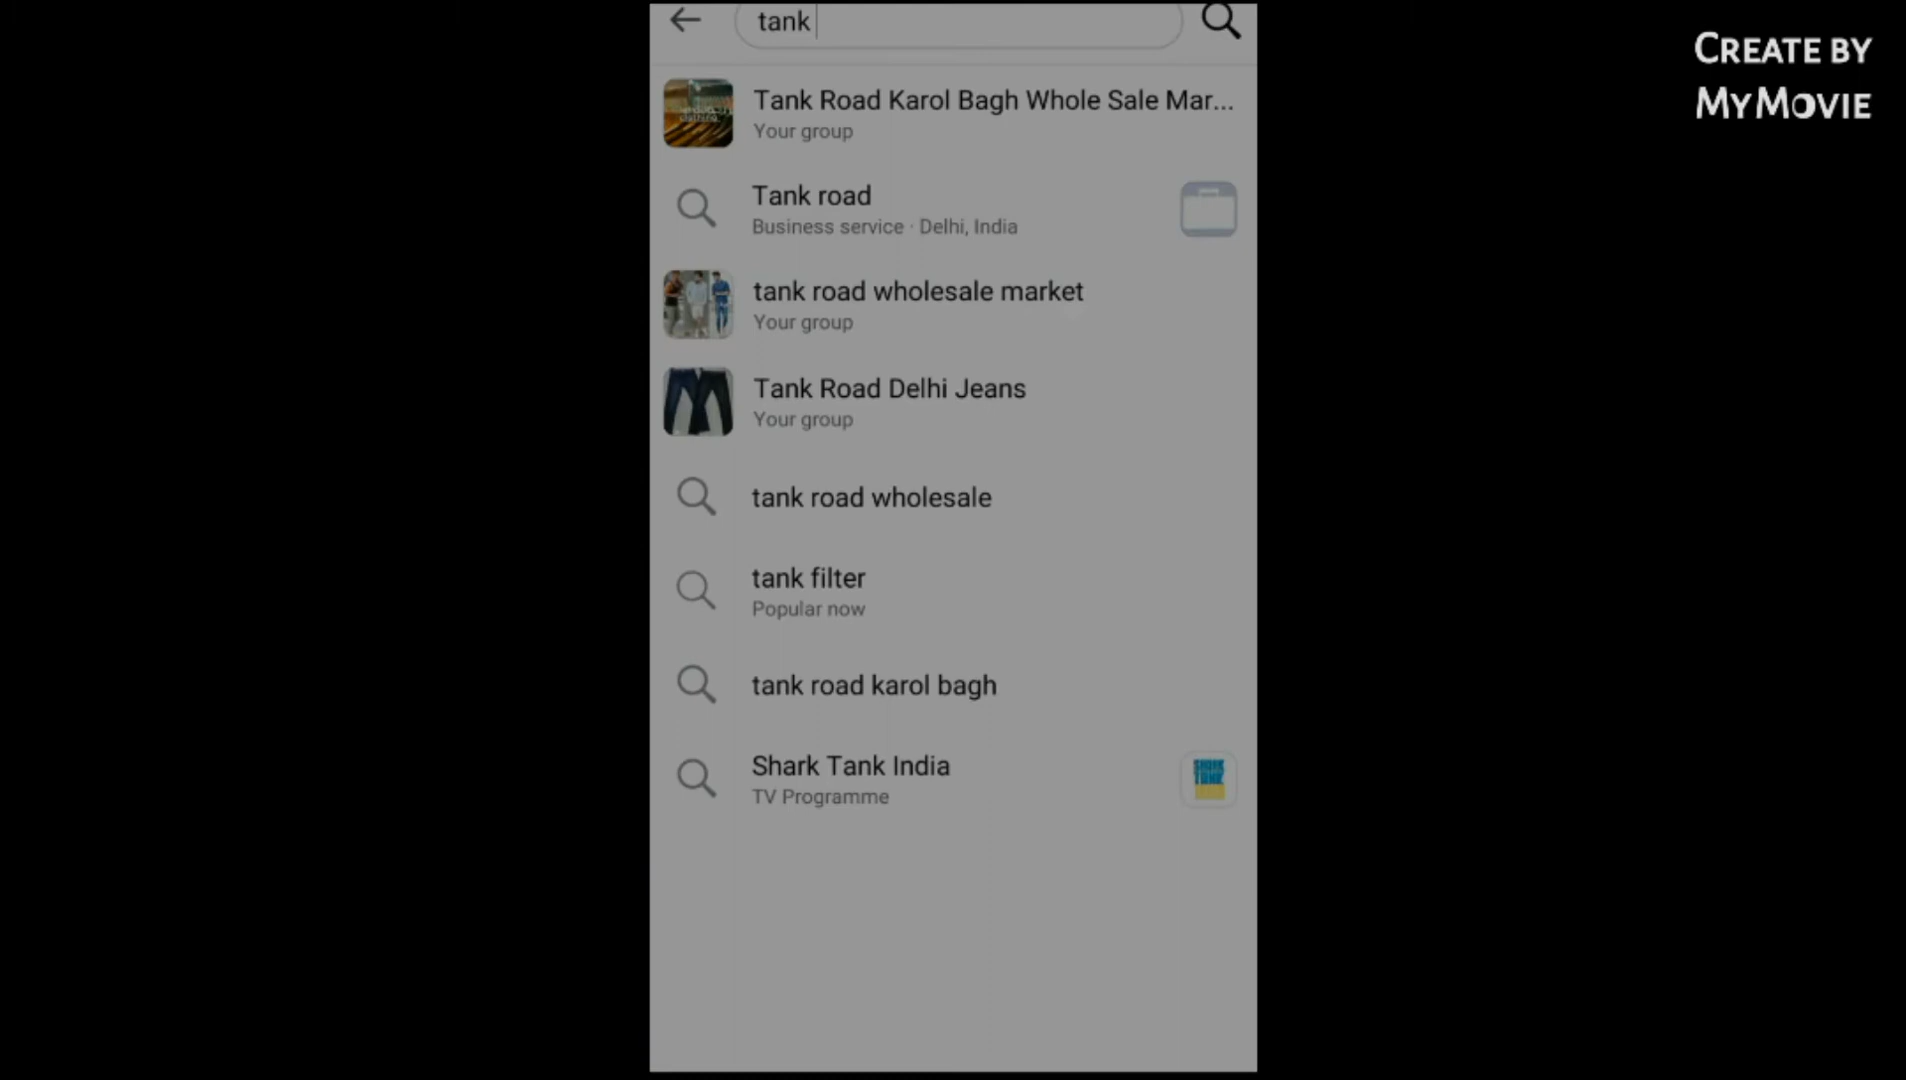 tank
CREATE BY
MYMOVIE
Tank Road Karol Bagh Whole Sale Mar...
Your group
Tank road
Business service · Delhi, India
tank road wholesale market
Your group
Tank Road Delhi Jeans
Your group
tank road wholesale
tank filter
Popular now
tank road karol bagh
Shark Tank India
TV Programme
SHARK
TANK